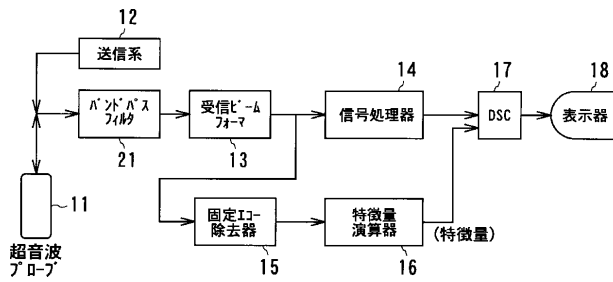 12
送信系
バンドパス
フィルタ
21
受信ビーム
フォーマ
13
14
信号処理器
17
DSC
18
表示器
11
超音波
プローブ
固定エコー
除去器
15
特徴量
演算器
16
(特徴量)